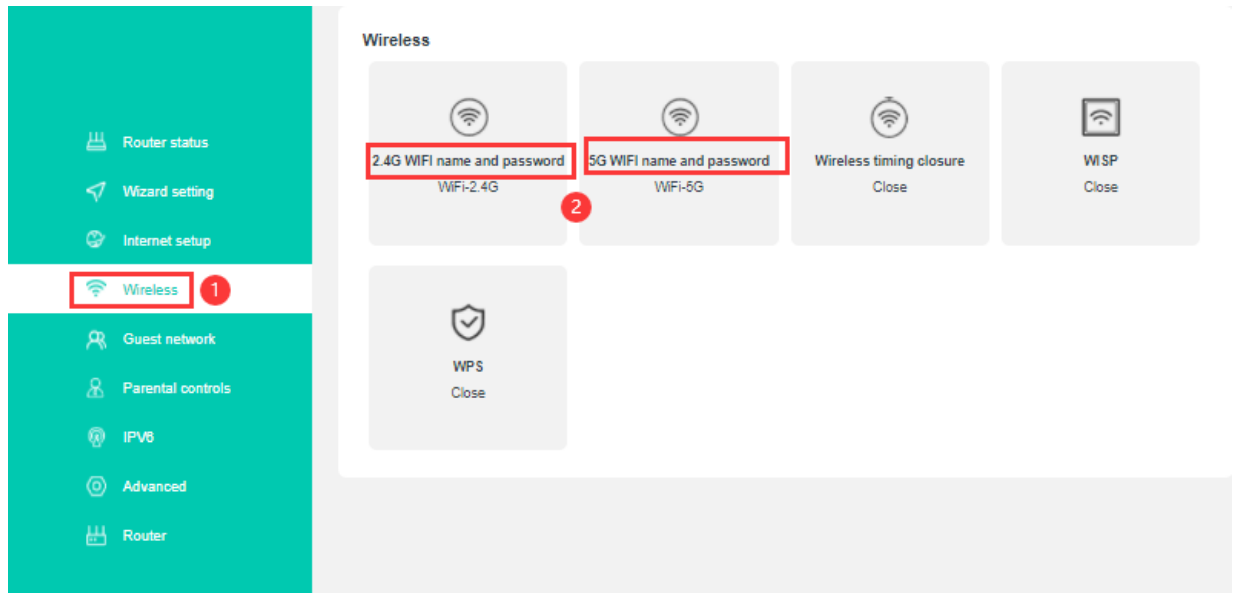 Router status
Wizard setting
Internet setup
Wireless
1
Guest network
Parental controls
IPV6
Advanced
Router
Wireless
2.4G WIFI name and password
WiFi-2.4G
2
5G WIFI name and password
WiFi-5G
Wireless timing closure
Close
WISP
Close
WPS
Close